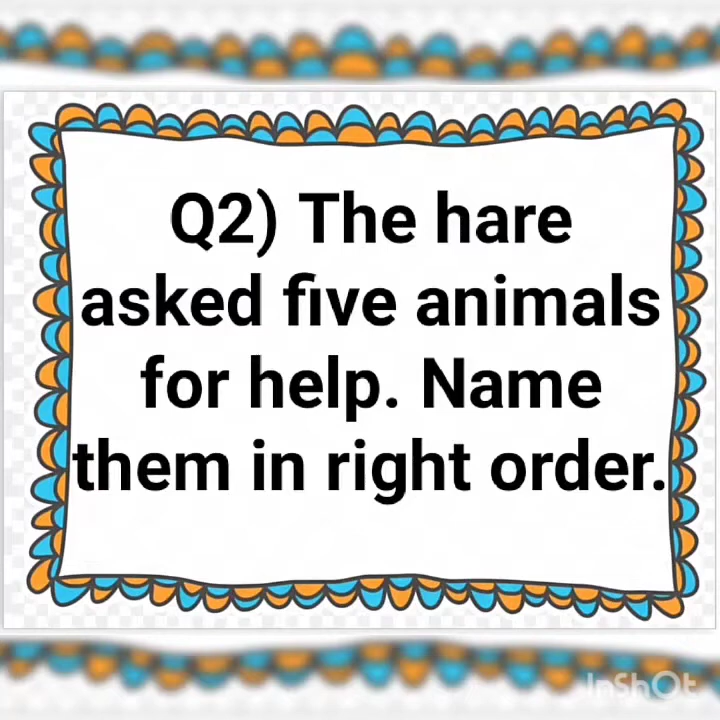 Q2) The hare
asked five animals
for help. Name
them in right order.
InShOt